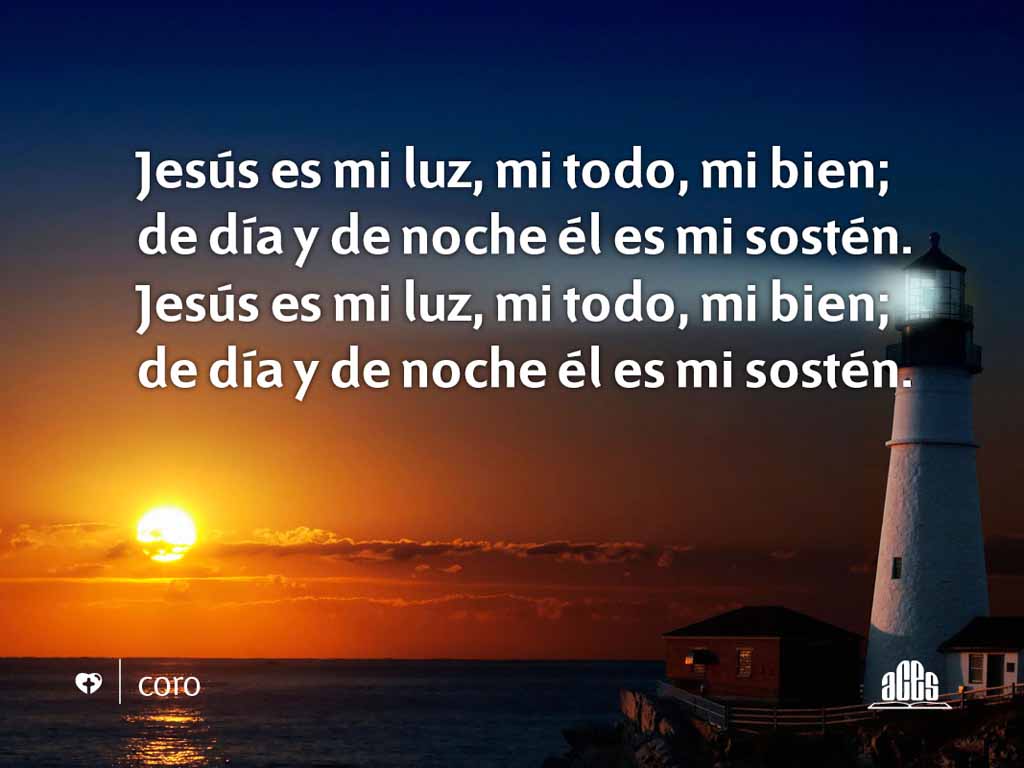 Jesús es mi luz, mi todo, mi bien;
de día y de noche él es mi sostén.
Jesús es mi luz, mi todo, mi bien;
de día y de noche él es mi sostén.
coro
aces